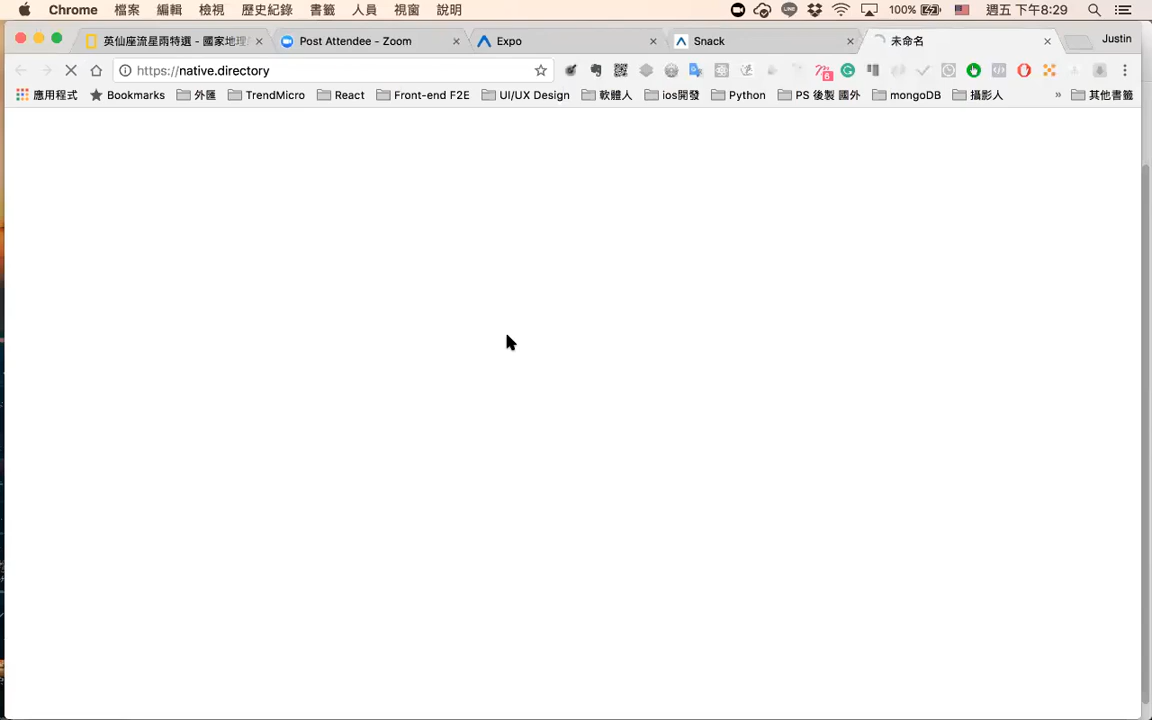 Chrome 檔案 編輯 檢視 歷史紀錄 書籤 人員 視窗 說明 LINE 100% 週五 下午8:29
英仙座流星雨特選 - 國家地理 Post Attendee - Zoom Expo Snack 未命名 Justin
https://native.directory 6
應用程式 Bookmarks 外匯 TrendMicro React Front-end F2E UI/UX Design 軟體人 ios開發 Python PS 後製 國外 mongoDB 攝影人 » 其他書籤